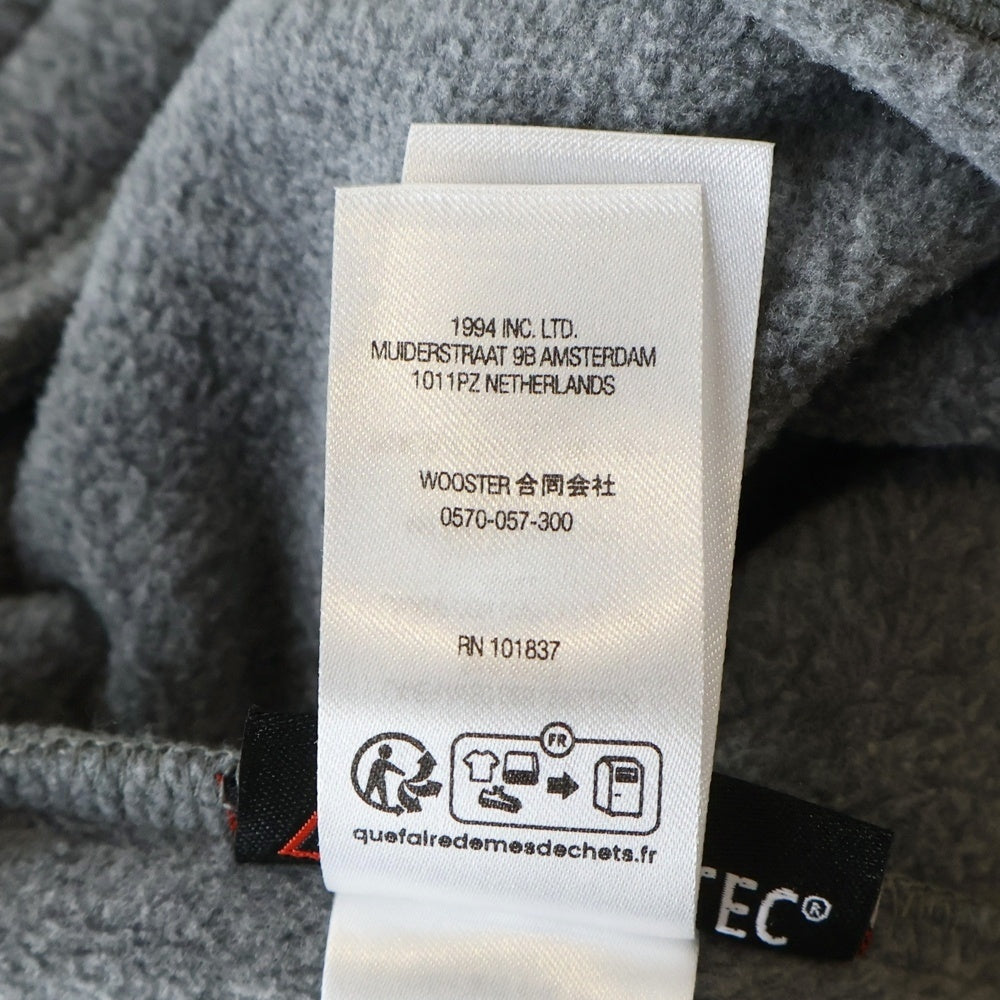 1994 INC. LTD.
MUIDERSTRAAT 9B AMSTERDAM
1011PZ NETHERLANDS
WOOSTER 合同会社
0570-057-300
RN 101837
FR
quefairedemesdechets.fr
TEC®